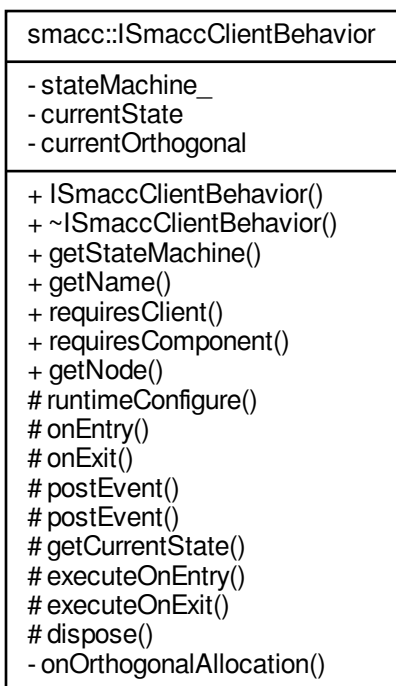 smacc::ISmaccClientBehavior
- stateMachine_
- currentState
- currentOrthogonal
+ ISmaccClientBehavior()
+ ~ISmaccClientBehavior()
+ getStateMachine()
+ getName()
+ requiresClient()
+ requiresComponent()
+ getNode()
# runtimeConfigure()
# onEntry()
# onExit()
# postEvent()
# postEvent()
# getCurrentState()
# executeOnEntry()
# executeOnExit()
# dispose()
- onOrthogonalAllocation()